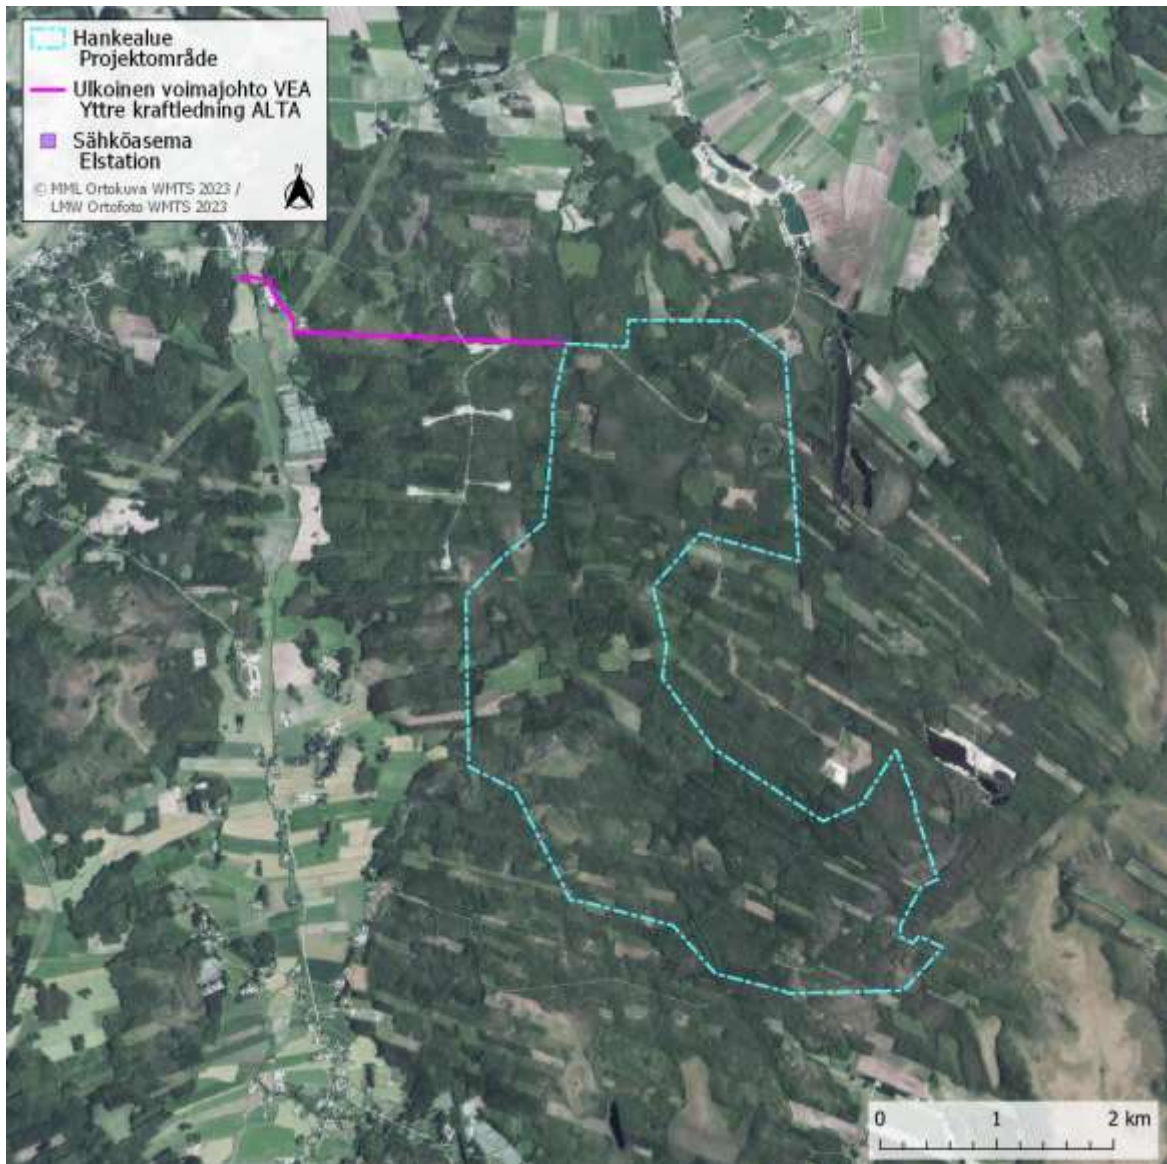 Hankealue
Projektområde
Ulkoinen voimajohto VEA
Yttre kraftledning ALTA
Sähköasema
Elstation
N
© MML Ortokuva WMTS 2023 /
LMW Ortofoto WMTS 2023
0 1 2 km